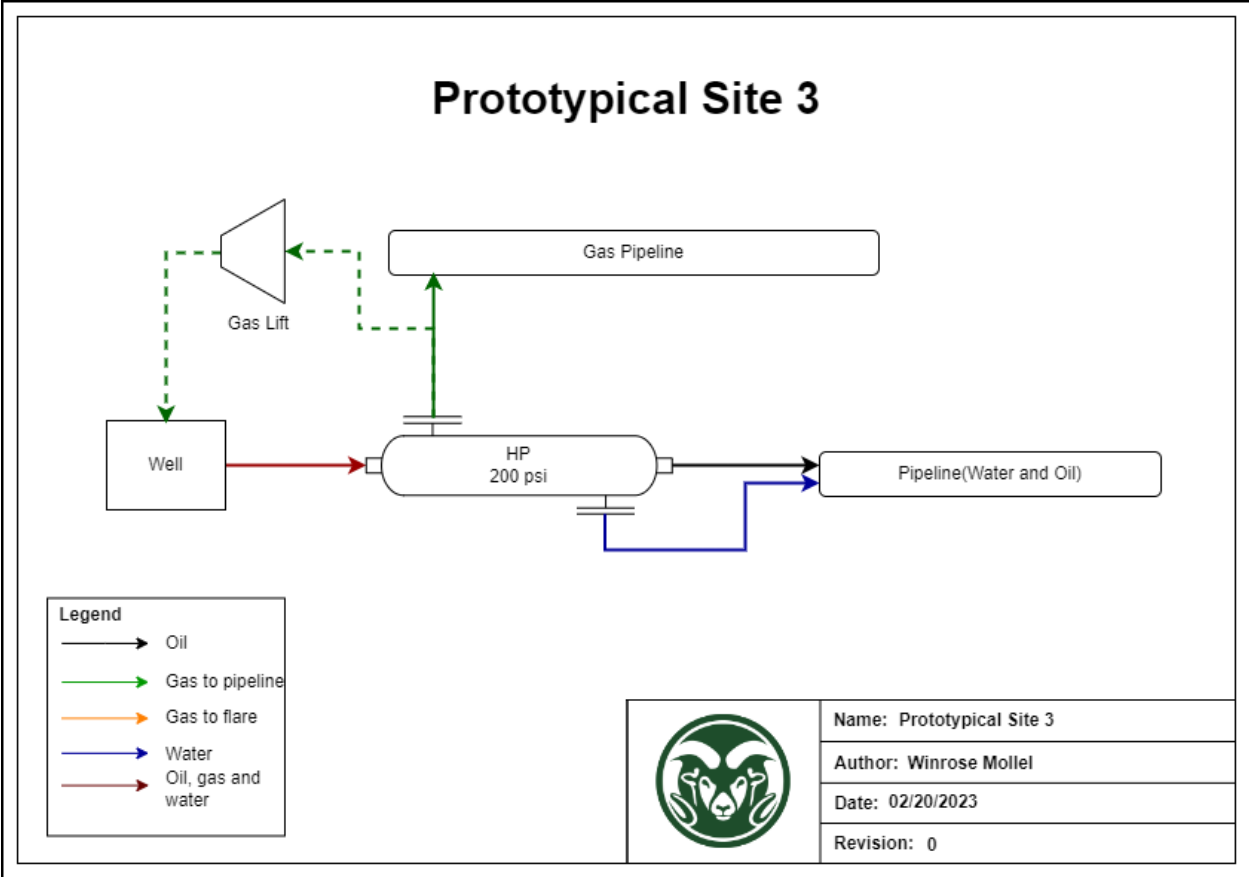 Prototypical Site 3
Gas Pipeline
Gas Lift
Well
HP
200 psi
Pipeline(Water and Oil)
Legend
Oil
Gas to pipeline
Gas to flare
Water
Oil, gas and
water
Name: Prototypical Site 3
Author: Winrose Mollel
Date: 02/20/2023
Revision: 0